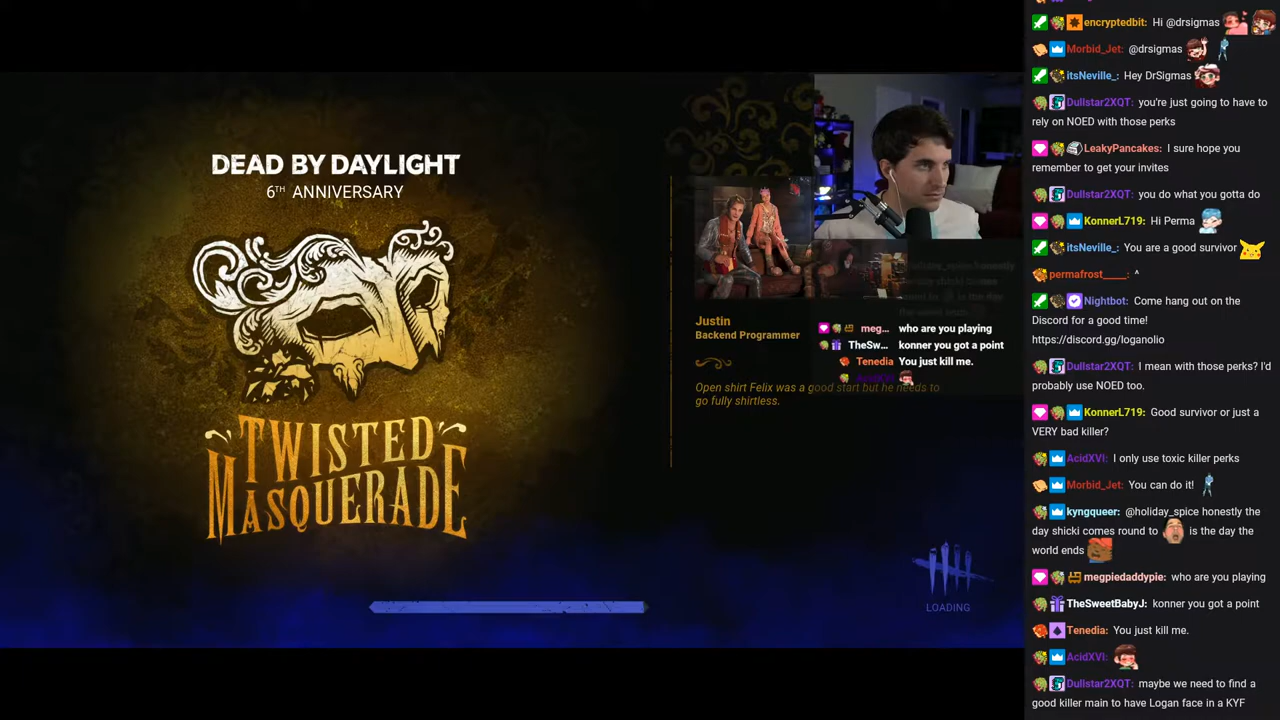 DEAD BY DAYLIGHT
6TH ANNIVERSARY
TWISTED
MASQUERADE
Justin
Backend Programmer
Open shirt Felix was a good start but he needs to
go fully shirtless.
meg... who are you playing
TheSw... konner you got a point
Tenedia You just kill me.
AcidXVI
LOADING
encryptedbit: Hi @drsigmas
Morbid_Jet: @drsigmas
itsNeville_: Hey DrSigmas
Dullstar2XQT: you're just going to have to
rely on NOED with those perks
LeakyPancakes: I sure hope you
remember to get your invites
Dullstar2XQT: you do what you gotta do
KonnerL719: Hi Perma
itsNeville_: You are a good survivor
permafrost_____: ^
Nightbot: Come hang out on the
Discord for a good time!
https://discord.gg/loganolio
Dullstar2XQT: I mean with those perks? I'd
probably use NOED too.
KonnerL719: Good survivor or just a
VERY bad killer?
AcidXVI: I only use toxic killer perks
Morbid_Jet: You can do it!
kyngqueer: @holiday_spice honestly the
day shicki comes round to is the day the
world ends
megpiedaddypie: who are you playing
TheSweetBabyJ: konner you got a point
Tenedia: You just kill me.
AcidXVI:
Dullstar2XQT: maybe we need to find a
good killer main to have Logan face in a KYF